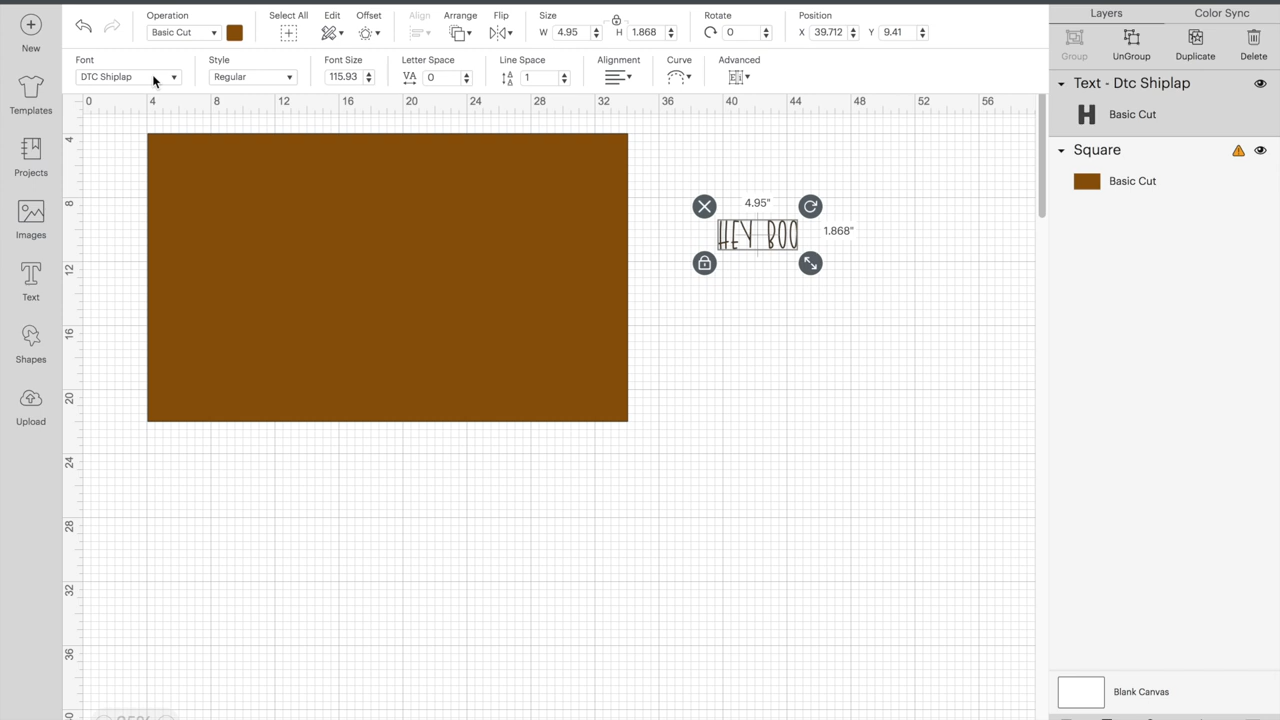 Operation
Select All
Edit
Offset
Align
Arrange
Flip
Size
Rotate
Position
Basic Cut
W 4.95
H 1.868
0
X 39.712
Y 9.41
Font
Style
Font Size
Letter Space
Line Space
Alignment
Curve
Advanced
DTC Shiplap
Regular
115.93
VA 0
1
New
Templates
Projects
Images
Text
Shapes
Upload
0 4 8 12 16 20 24 28 32 36 40 44 48 52 56
4
8
12
16
20
24
28
32
36
4.95"
HEY BOO
1.868"
Layers
Color Sync
Group
UnGroup
Duplicate
Delete
Text - Dtc Shiplap
H Basic Cut
Square
Basic Cut
Blank Canvas